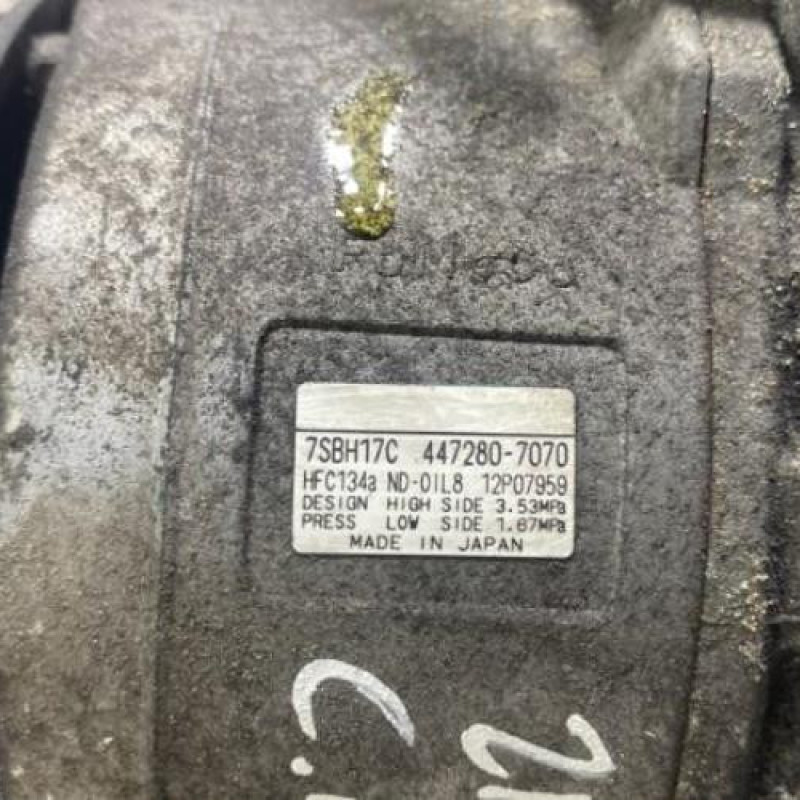 7SBH17C 447280-7070
HFC134a ND-OIL8 12P07959
DESIGN HIGH SIDE 3.53MPa
PRESS LOW SIDE 1.87MPa
MADE IN JAPAN
C.